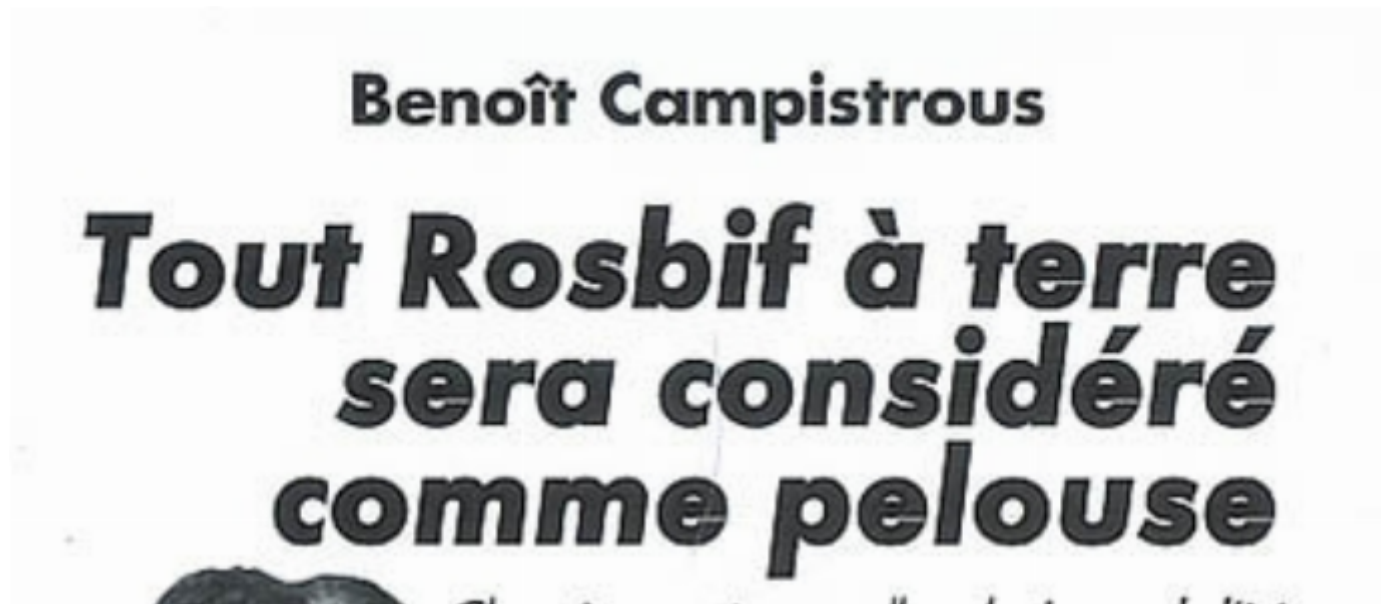 Benoît Campistrous
Tout Rosbif à terre
sera considéré
comme pelouse